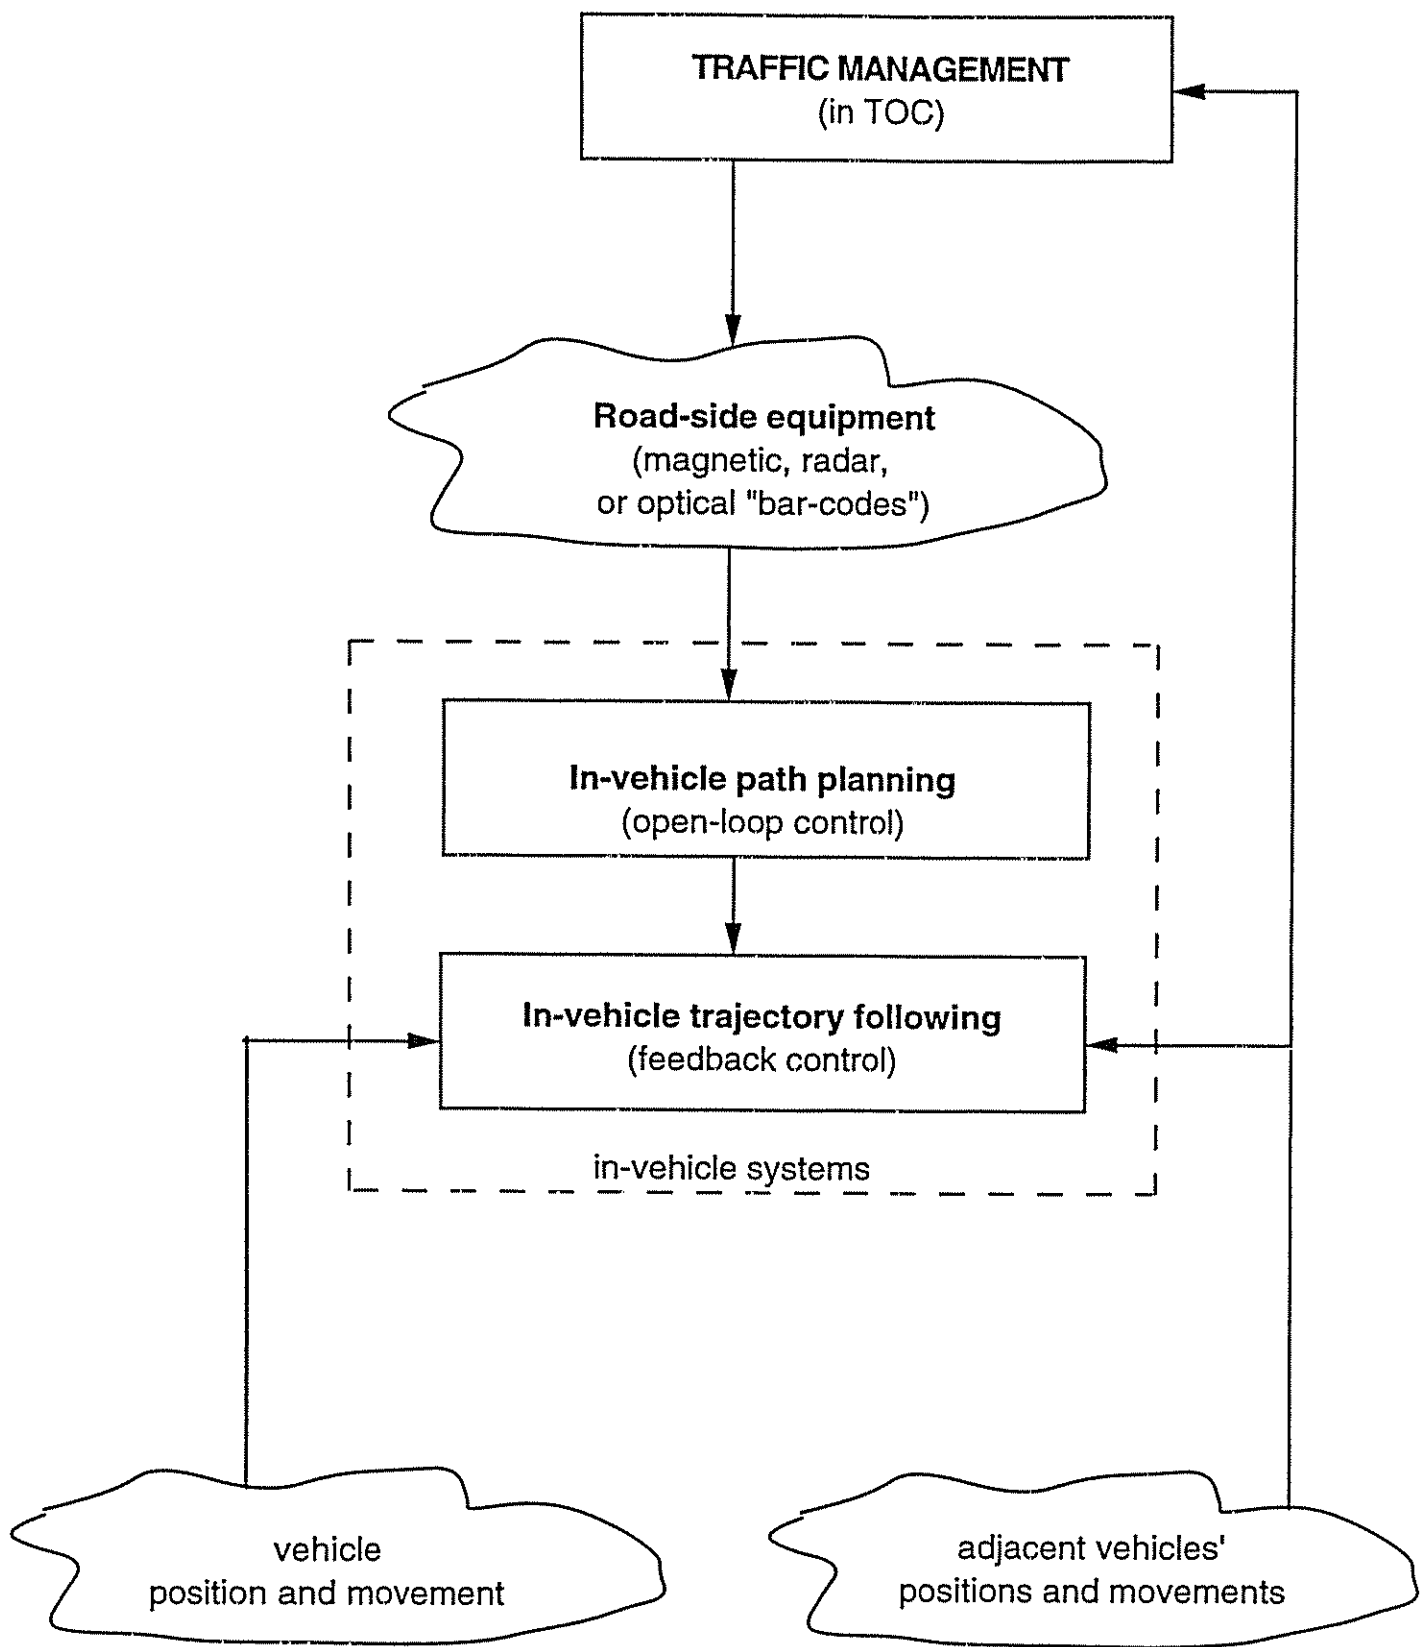 TRAFFIC MANAGEMENT
(in TOC)
Road-side equipment
(magnetic, radar,
or optical "bar-codes")
In-vehicle path planning
(open-loop control)
In-vehicle trajectory following
(feedback control)
in-vehicle systems
vehicle
position and movement
adjacent vehicles'
positions and movements